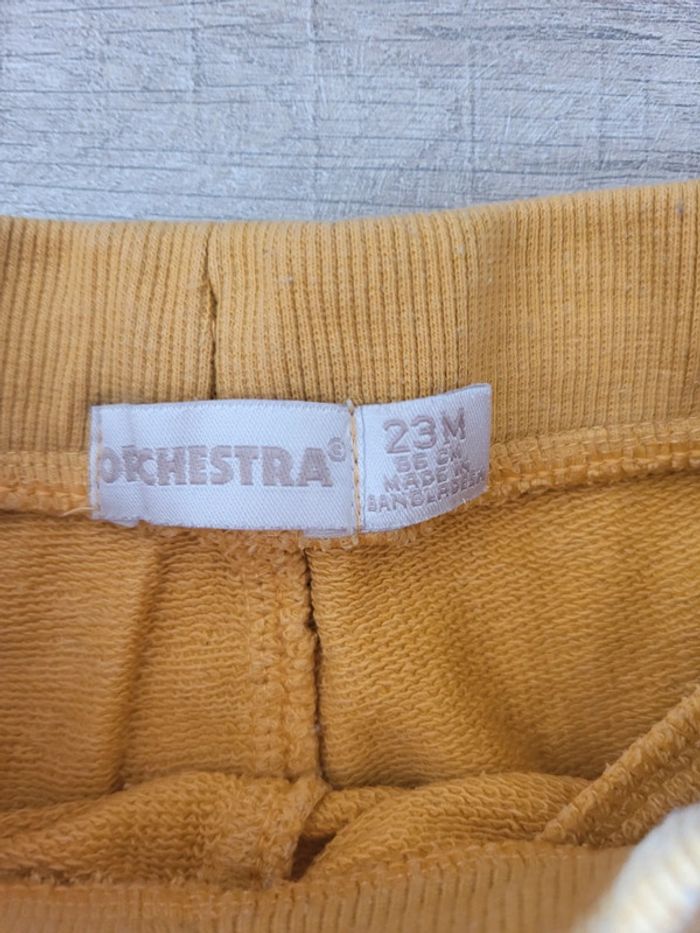 ORCHESTRA©
23M
86 CM
MADE IN
BANGLADESH